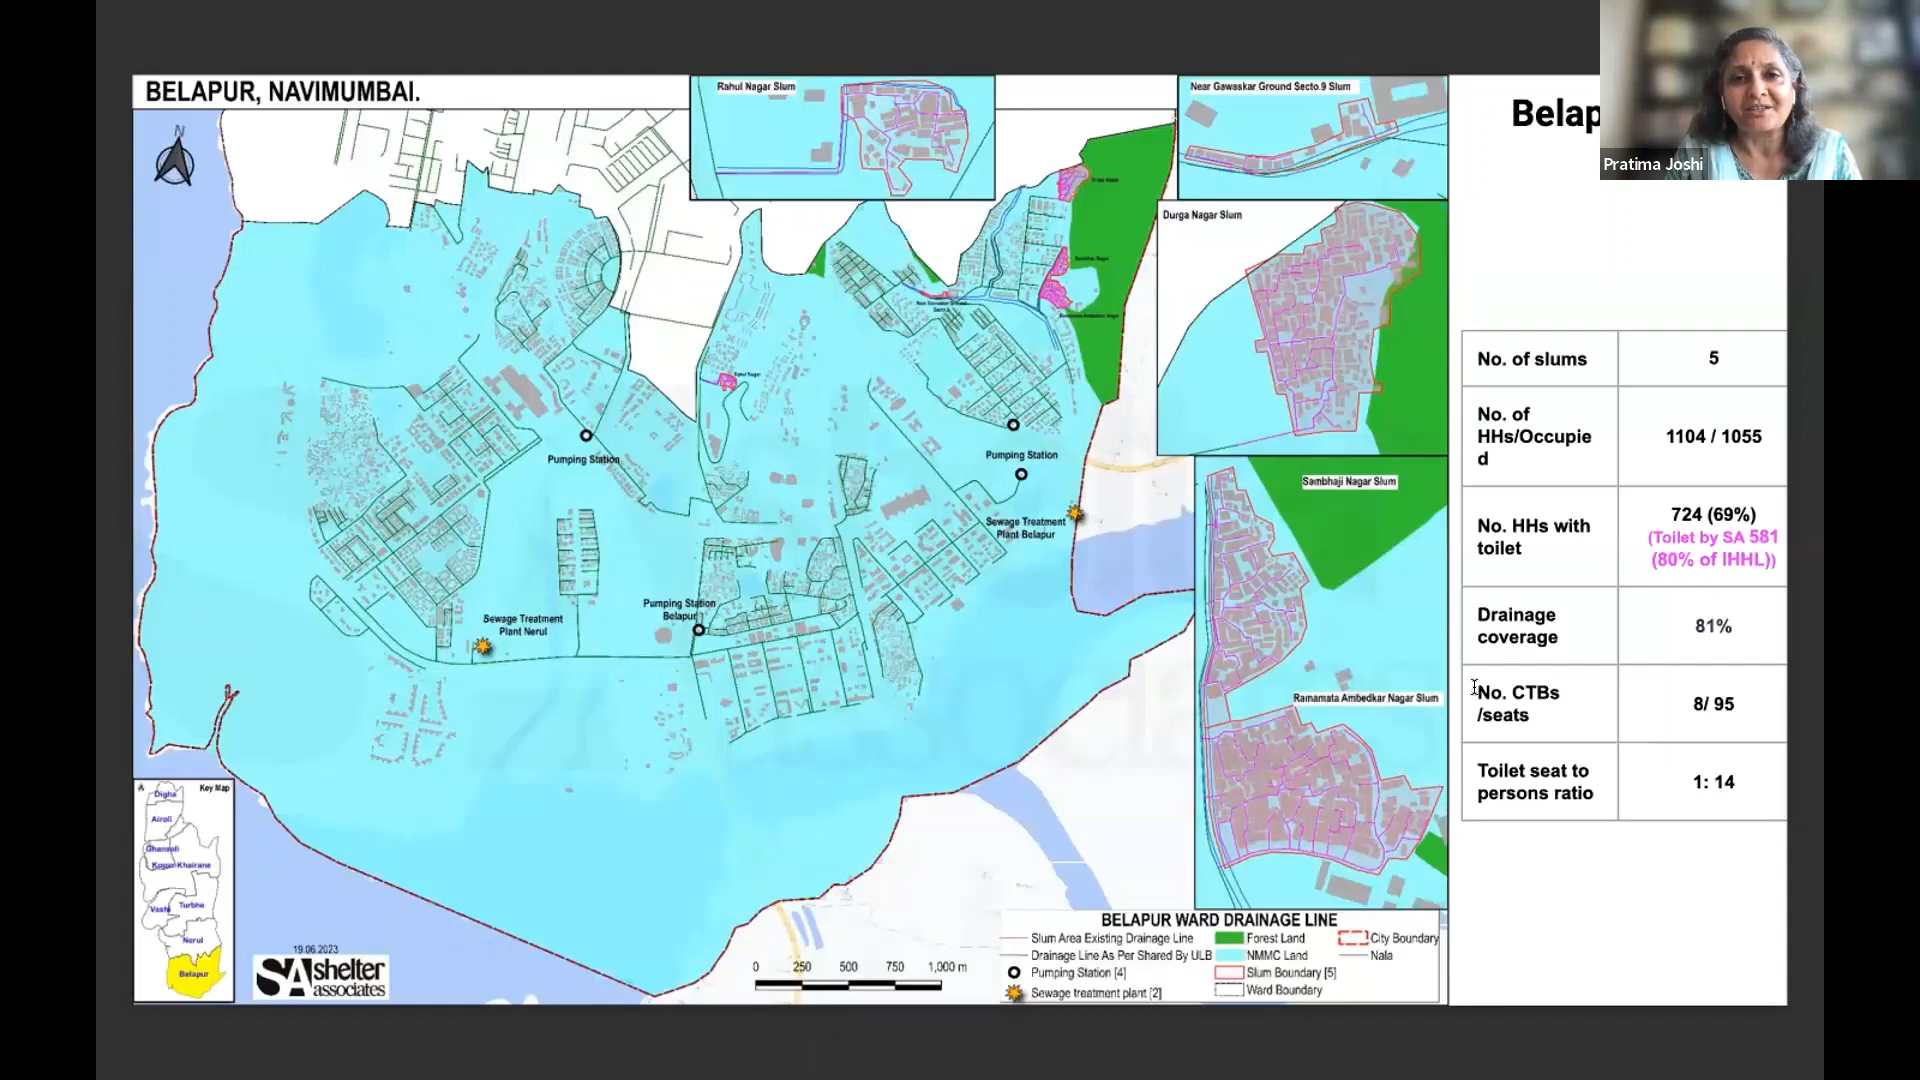 BELAPUR, NAVIMUMBAI.
Rahul Nagar Slum
Near Gawaskar Ground Secto.9 Slum
Belap
Pratima Joshi
N
Durga Nagar Slum
Rahul Nagar
Pumping Station
Pumping Station
Sewage Treatment
Plant Belapur
Pumping Station
Belapur
Sewage Treatment
Plant Nerul
Sambhaji Nagar Slum
Ramamata Ambedkar Nagar Slum
No. of slums
5
No. of
HHs/Occupie
d
1104 / 1055
No. HHs with
toilet
724 (69%)
(Toilet by SA 581
(80% of IHHL))
Drainage
coverage
81%
No. CTBs
/seats
8/ 95
Toilet seat to
persons ratio
1: 14
Key Map
Digha
Airoli
Ghansoli
Kopar Khairane
Vashi
Turbhe
Nerul
Belapur
19.06.2023
SA shelter
associates
0 250 500 750 1,000 m
BELAPUR WARD DRAINAGE LINE
Slum Area Existing Drainage Line
Drainage Line As Per Shared By ULB
Pumping Station [4]
Sewage treatment plant [2]
Forest Land
NMMC Land
Slum Boundary [5]
Ward Boundary
City Boundary
Nala